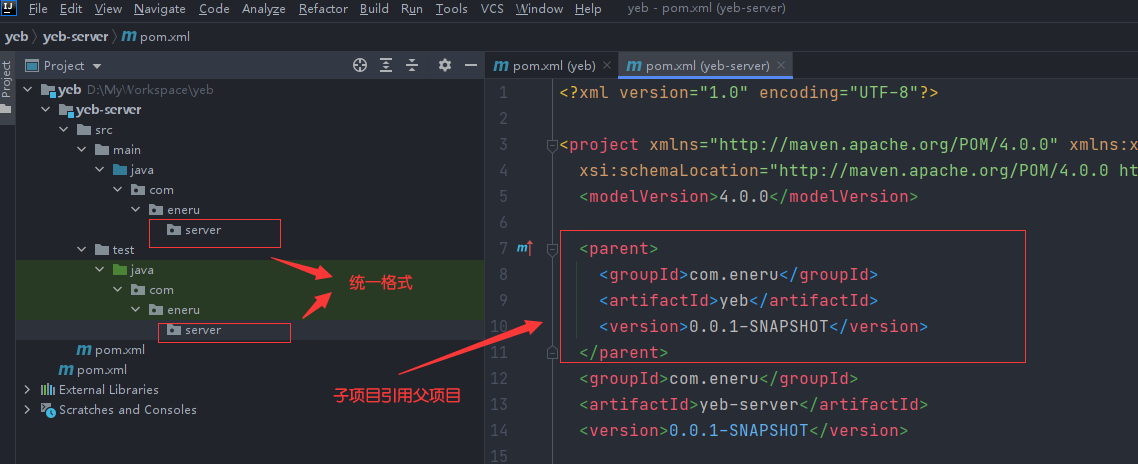 File Edit View Navigate Code Analyze Refactor Build Run Tools VCS Window Help yeb - pom.xml (yeb-server)
yeb yeb-server pom.xml
Project
Project
pom.xml (yeb)
pom.xml (yeb-server)
yeb D:\MyWorkspace\yeb
yeb-server
src
main
java
com
eneru
server
test
java
com
eneru
server
pom.xml
pom.xml
External Libraries
Scratches and Consoles
统一格式
子项目引用父项目
1 <?xml version="1.0" encoding="UTF-8"?>
2
3 <project xmlns="http://maven.apache.org/POM/4.0.0" xmlns:x
4 xsi:schemaLocation="http://maven.apache.org/POM/4.0.0 ht
5 <modelVersion>4.0.0</modelVersion>
6
7 <parent>
8 <groupId>com.eneru</groupId>
9 <artifactId>yeb</artifactId>
10 <version>0.0.1-SNAPSHOT</version>
11 </parent>
12 <groupId>com.eneru</groupId>
13 <artifactId>yeb-server</artifactId>
14 <version>0.0.1-SNAPSHOT</version>
15